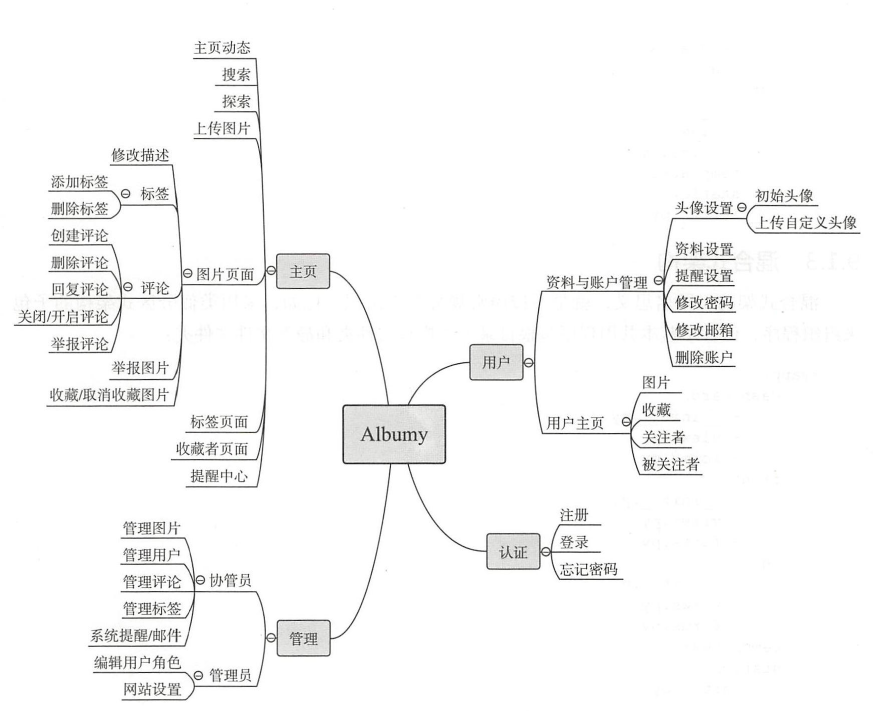 主页动态
搜索
探索
上传图片
修改描述
添加标签
删除标签
标签
创建评论
删除评论
回复评论
关闭/开启评论
举报评论
评论
举报图片
收藏/取消收藏图片
图片页面
标签页面
收藏者页面
提醒中心
主页
Albumy
用户
资料与账户管理
头像设置
初始头像
上传自定义头像
资料设置
提醒设置
修改密码
修改邮箱
删除账户
用户主页
图片
收藏
关注者
被关注者
认证
注册
登录
忘记密码
管理
协管员
管理图片
管理用户
管理评论
管理标签
系统提醒/邮件
管理员
编辑用户角色
网站设置